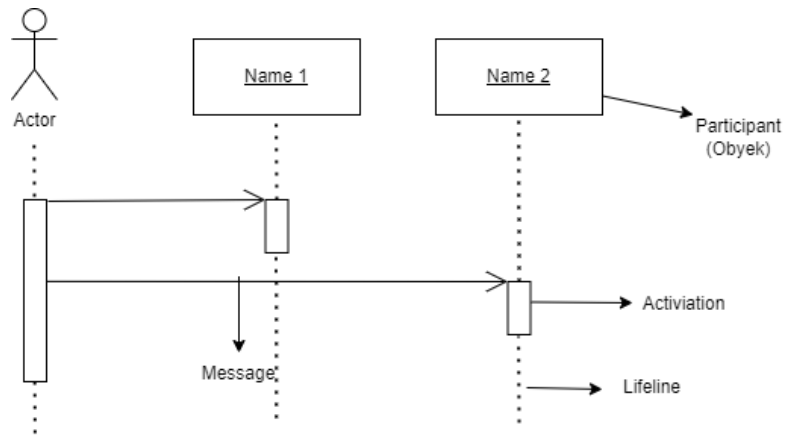 Name 1
Name 2
Actor
Participant
(Obyek)
Activiation
Message
Lifeline